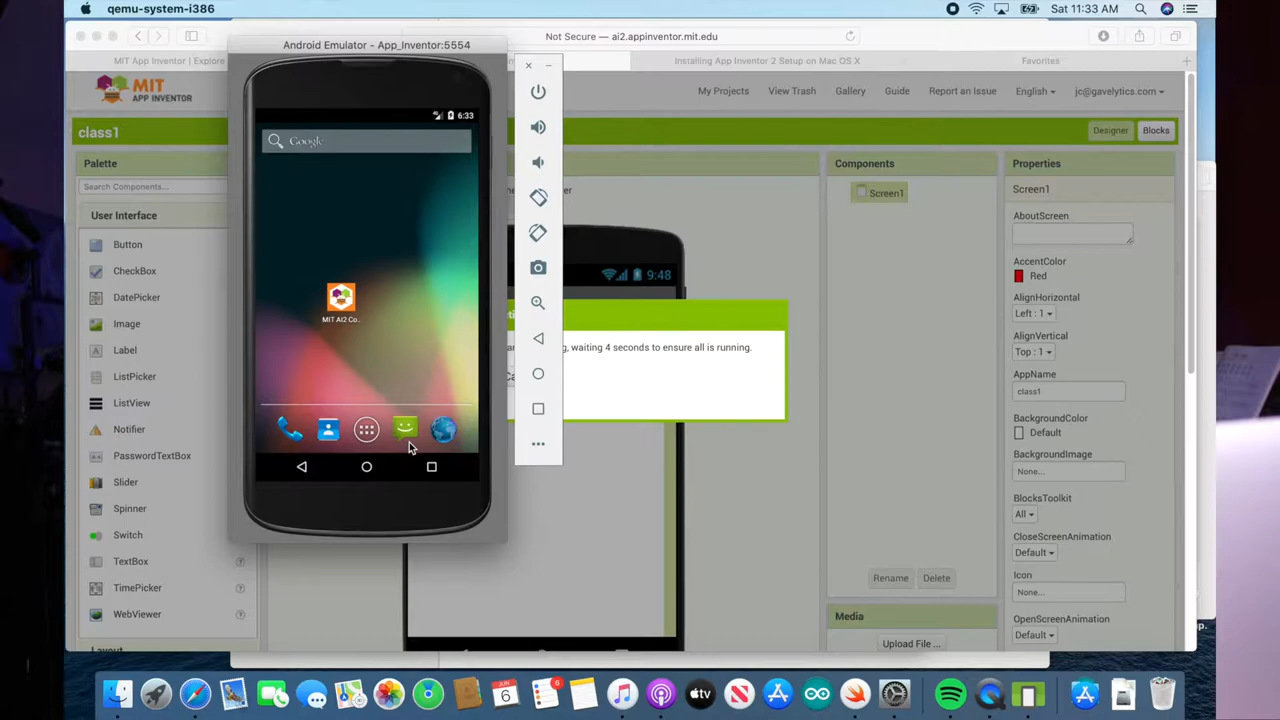 qemu-system-i386
Sat 11:33 AM
Android Emulator - App_Inventor:5554
Not Secure — ai2.appinventor.mit.edu
MIT App Inventor | Explore
Installing App Inventor 2 Setup on Mac OS X
Favorites
MIT
APP INVENTOR
My Projects
View Trash
Gallery
Guide
Report an Issue
English
jc@gavelytics.com
class1
Designer
Blocks
Palette
Search Components...
User Interface
Button
CheckBox
DatePicker
Image
Label
ListPicker
ListView
Notifier
PasswordTextBox
Slider
Spinner
Switch
TextBox
TimePicker
WebViewer
Layout
6:33
Google
MIT AI2 Co..
9:48
g, waiting 4 seconds to ensure all is running.
Ca
Components
Screen1
Rename
Delete
Media
Upload File ...
Properties
Screen1
AboutScreen
AccentColor
Red
AlignHorizontal
Left : 1
AlignVertical
Top : 1
AppName
class1
BackgroundColor
Default
BackgroundImage
None...
BlocksToolkit
All
CloseScreenAnimation
Default
Icon
None...
OpenScreenAnimation
Default
p.
JUN
6
6
tv